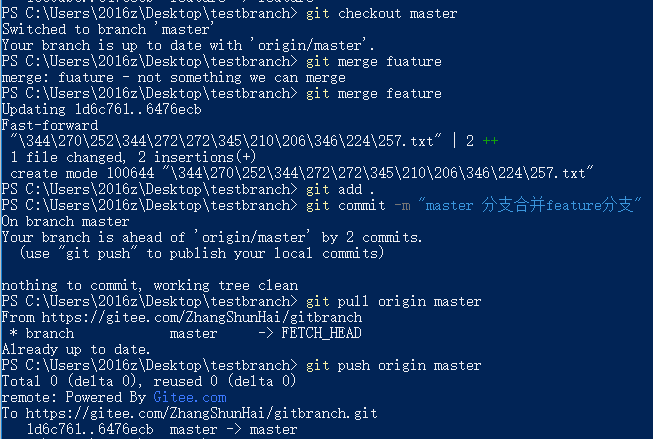 PS C:\Users\2016z\Desktop\testbranch> git checkout master
Switched to branch 'master'
Your branch is up to date with 'origin/master'.
PS C:\Users\2016z\Desktop\testbranch> git merge fuature
merge: fuature - not something we can merge
PS C:\Users\2016z\Desktop\testbranch> git merge feature
Updating 1d6c761..6476ecb
Fast-forward
"\344\270\252\344\272\272\345\210\206\346\224\257.txt" | 2 ++
1 file changed, 2 insertions(+)
create mode 100644 "\344\270\252\344\272\272\345\210\206\346\224\257.txt"
PS C:\Users\2016z\Desktop\testbranch> git add .
PS C:\Users\2016z\Desktop\testbranch> git commit -m "master 分支合并feature分支"
On branch master
Your branch is ahead of 'origin/master' by 2 commits.
(use "git push" to publish your local commits)
nothing to commit, working tree clean
PS C:\Users\2016z\Desktop\testbranch> git pull origin master
From https://gitee.com/ZhangShunHai/gitbranch
* branch master -> FETCH_HEAD
Already up to date.
PS C:\Users\2016z\Desktop\testbranch> git push origin master
Total 0 (delta 0), reused 0 (delta 0)
remote: Powered By Gitee.com
To https://gitee.com/ZhangShunHai/gitbranch.git
1d6c761..6476ecb master -> master